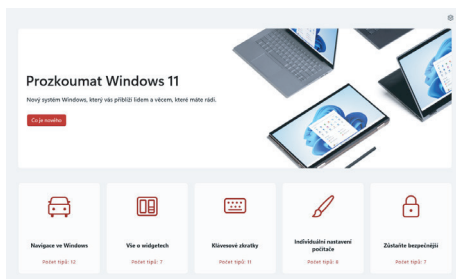 Prozkoumat Windows 11
Nový systém Windows, který vás přiblíží lidem a věcem, které máte rádi.
Co je nového
Navigace ve Windows
Počet tipů: 12
Vše o widgetech
Počet tipů: 7
Klávesové zkratky
Počet tipů: 11
Individuální nastavení
počítače
Počet tipů: 8
Zůstaňte bezpečnější
Počet tipů: 7